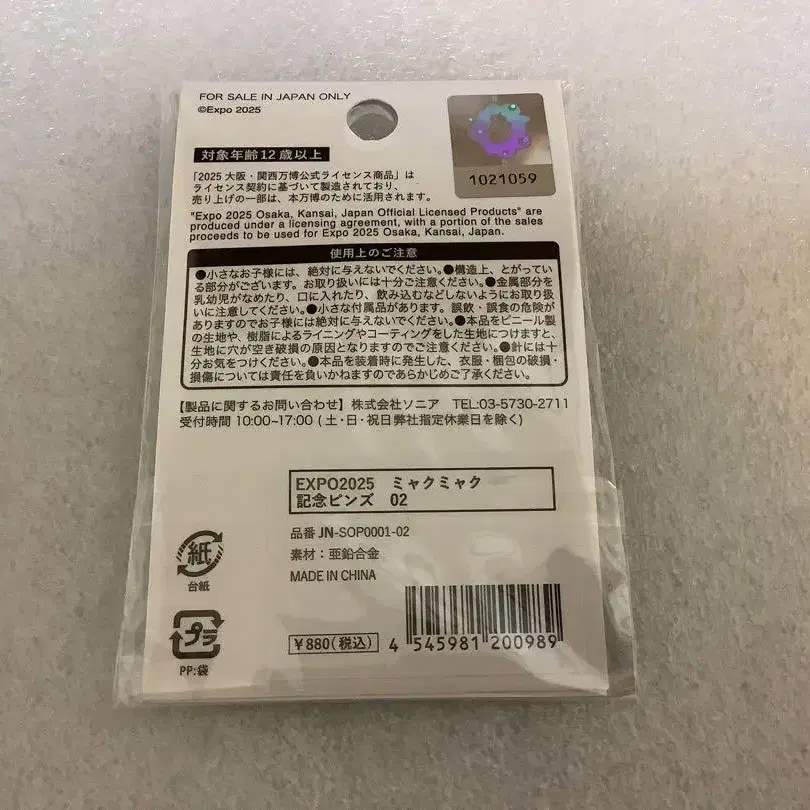 FOR SALE IN JAPAN ONLY
©Expo 2025
1021059
対象年齢12歳以上
「2025 大阪・関西万博公式ライセンス商品」は
ライセンス契約に基づいて製造されており、
売り上げの一部は、本万博のために活用されます。
"Expo 2025 Osaka, Kansai, Japan Official Licensed Products" are
produced under a licensing agreement, with a portion of the sales
proceeds to be used for Expo 2025 Osaka, Kansai, Japan.
使用上のご注意
●小さなお子様には、絶対に与えないでください。●構造上、とがってい
る部分がございます。お取り扱いには十分ご注意ください。●金属部分を
乳幼児がなめたり、口に入れたり、飲み込むなどしないようにお取り扱
いに注意してください。●小さな付属品があります。誤飲・誤食の危険が
ありますのでお子様には絶対に与えないでください。●本品をビニール製
の生地や、樹脂によるライニングやコーティングをした生地につけますと、
生地に穴が空き破損の原因となりますのでご注意ください。●針には十
分お気をつけください。●本品を装着時に発生した、衣服・梱包の破損・
損傷については責任を負いかねますのであらかじめご了承ください。
【製品に関するお問い合わせ】株式会社ソニア TEL:03-5730-2711
受付時間 10:00~17:00 (土・日・祝日弊社指定休業日を除く)
EXPO2025 ミャクミャク
記念ピンズ 02
品番 JN-SOP0001-02
素材：亜鉛合金
MADE IN CHINA
紙
台紙
プラ
PP:袋
￥880(税込)
4 545981 200989